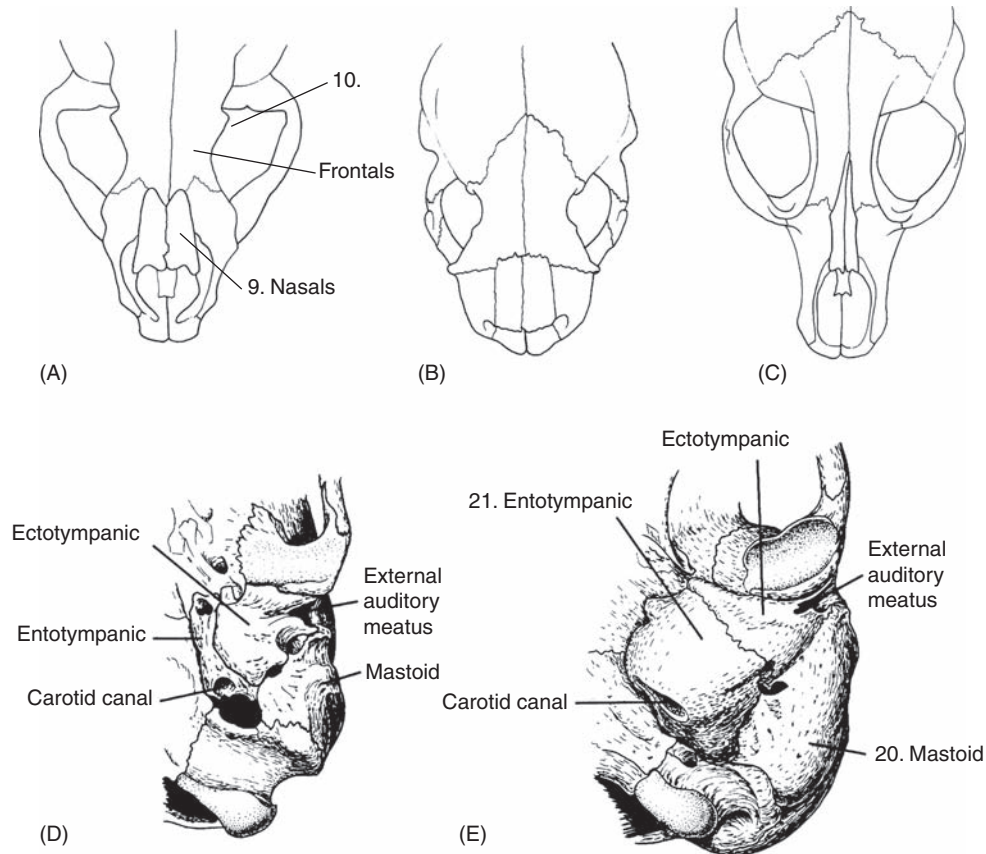 10.
Frontals
9. Nasals
(A)
(B)
(C)
Ectotympanic
21. Entotympanic
Ectotympanic
External
auditory
meatus
External
auditory
meatus
Entotympanic
Mastoid
Carotid canal
Carotid canal
20. Mastoid
(D)
(E)